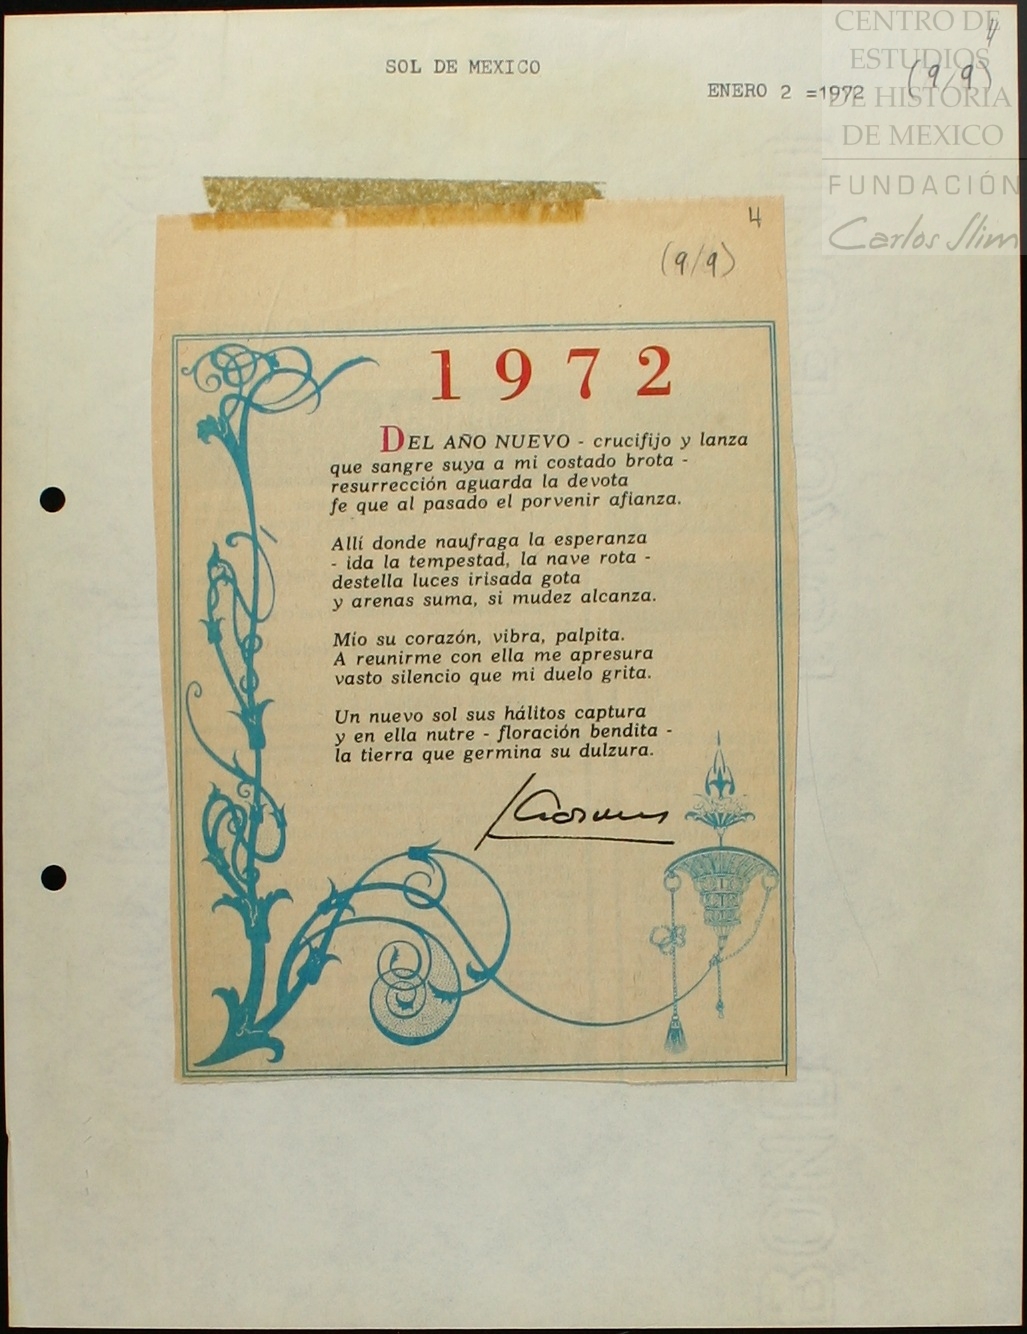 SOL DE MEXICO
ENERO 2 =1972
4
(9/9)
CENTRO DE
ESTUDIOS
DE HISTORIA
DE MEXICO
FUNDACIÓN
Carlos Slim
4
(9/9)
1972
DEL AÑO NUEVO - crucifijo y lanza
que sangre suya a mi costado brota -
resurrección aguarda la devota
fe que al pasado el porvenir afianza.
Allí donde naufraga la esperanza
- ida la tempestad, la nave rota -
destella luces irisada gota
y arenas suma, si mudez alcanza.
Mío su corazón, vibra, palpita.
A reunirme con ella me apresura
vasto silencio que mi duelo grita.
Un nuevo sol sus hálitos captura
y en ella nutre - floración bendita -
la tierra que germina su dulzura.